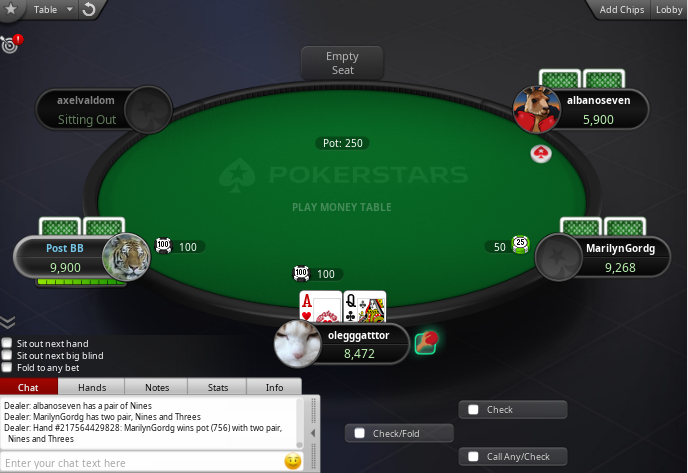 Table
Add Chips
Lobby
Empty
Seat
axelvaldom
Sitting Out
albanoseven
5,900
Pot: 250
POKERSTARS
PLAY MONEY TABLE
Post BB
9,900
100
100
100
100
50
25
MarilynGordg
9,268
A
Q
olegggatttor
8,472
Sit out next hand
Sit out next big blind
Fold to any bet
Chat
Hands
Notes
Stats
Info
Dealer: albanoseven has a pair of Nines
Dealer: MarilynGordg has two pair, Nines and Threes
Dealer: Hand #217564429828: MarilynGordg wins pot (756) with two pair,
Nines and Threes
Enter your chat text here
Check
Check/Fold
Call Any/Check